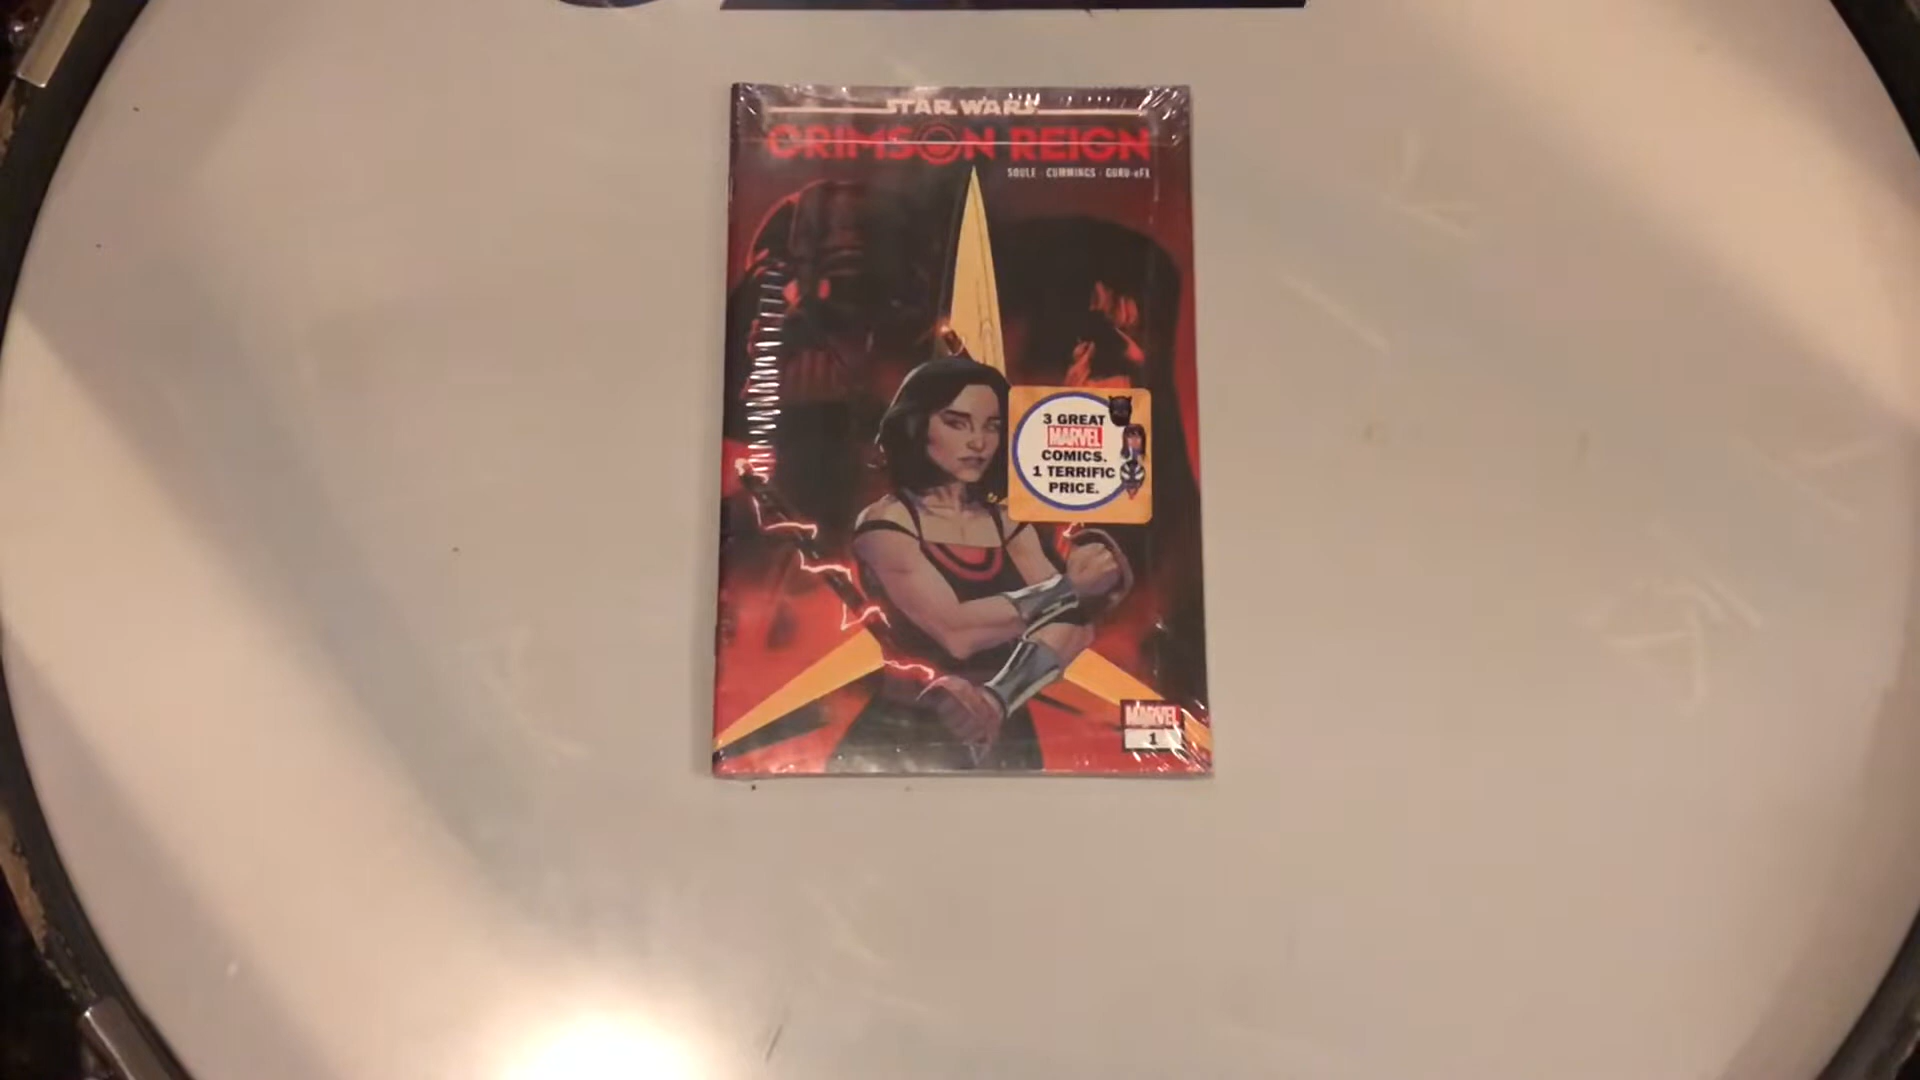 STAR WARS
CRIMSON REIGN
SOULE · CUMMINGS · GURU-eFX
3 GREAT
MARVEL
COMICS.
1 TERRIFIC
PRICE.
MARVEL
1